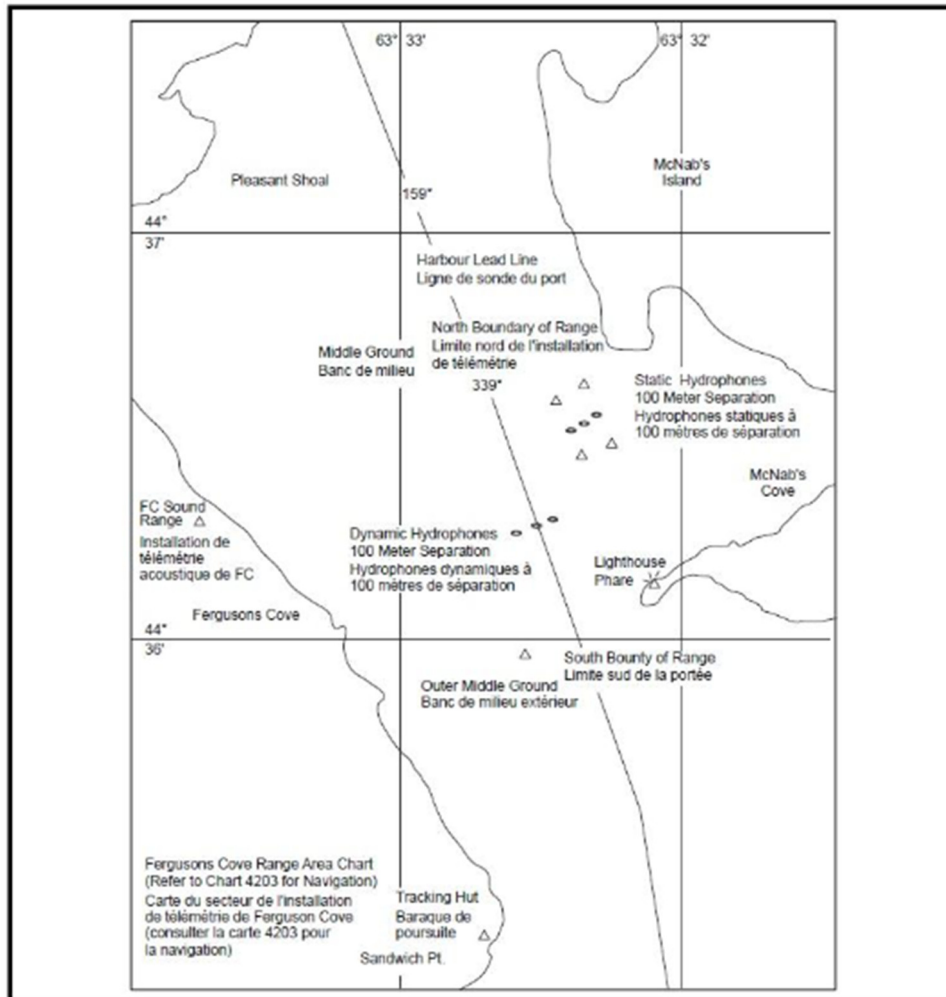 63° 33'
63° 32'
McNab's
Island
Pleasant Shoal
159°
44°
37'
Harbour Lead Line
Ligne de sonde du port
North Boundary of Range
Limite nord de l'installation
de télémétrie
Middle Ground
Banc de milieu
339°
Static Hydrophones
100 Meter Separation
Hydrophones statiques à
100 mètres de séparation
McNab's
Cove
FC Sound
Range
Installation de
télémétrie
acoustique de FC
Dynamic Hydrophones
100 Meter Separation
Hydrophones dynamiques à
100 mètres de séparation
Lighthouse
Phare
Fergusons Cove
44°
36'
South Bounty of Range
Limite sud de la portée
Outer Middle Ground
Banc de milieu extérieur
Fergusons Cove Range Area Chart
(Refer to Chart 4203 for Navigation)
Carte du secteur de l'installation
de télémétrie de Ferguson Cove
(consulter la carte 4203 pour
la navigation)
Tracking Hut
Baraque de
poursuite
Sandwich Pt.